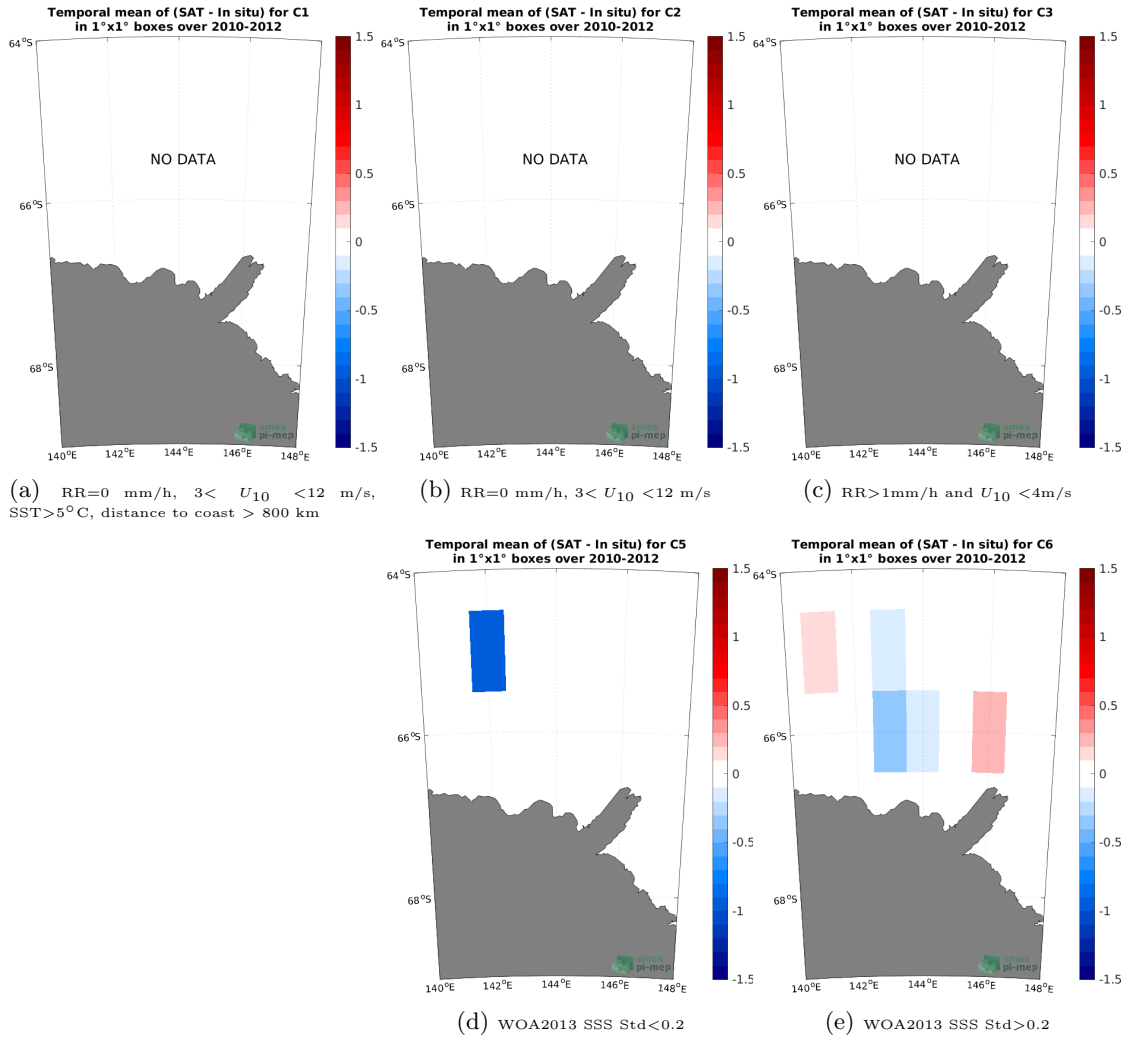 Temporal mean of (SAT - In situ) for C1
in 1°x1° boxes over 2010-2012
64°S
66°S
68°S
140°E
142°E
144°E
146°E
148°E
NO DATA
smos
pi-mep
1.5
1
0.5
0
-0.5
-1
-1.5
(a) RR=0 mm/h, 3< U10 <12 m/s,
SST>5°C, distance to coast > 800 km
Temporal mean of (SAT - In situ) for C2
in 1°x1° boxes over 2010-2012
64°S
66°S
68°S
140°E
142°E
144°E
146°E
148°E
NO DATA
smos
pi-mep
1.5
1
0.5
0
-0.5
-1
-1.5
(b) RR=0 mm/h, 3< U10 <12 m/s
Temporal mean of (SAT - In situ) for C3
in 1°x1° boxes over 2010-2012
64°S
66°S
68°S
140°E
142°E
144°E
146°E
148°E
NO DATA
smos
pi-mep
1.5
1
0.5
0
-0.5
-1
-1.5
(c) RR>1mm/h and U10 <4m/s
Temporal mean of (SAT - In situ) for C5
in 1°x1° boxes over 2010-2012
64°S
66°S
68°S
140°E
142°E
144°E
146°E
148°E
smos
pi-mep
1.5
1
0.5
0
-0.5
-1
-1.5
(d) WOA2013 SSS Std<0.2
Temporal mean of (SAT - In situ) for C6
in 1°x1° boxes over 2010-2012
64°S
66°S
68°S
140°E
142°E
144°E
146°E
148°E
smos
pi-mep
1.5
1
0.5
0
-0.5
-1
-1.5
(e) WOA2013 SSS Std>0.2